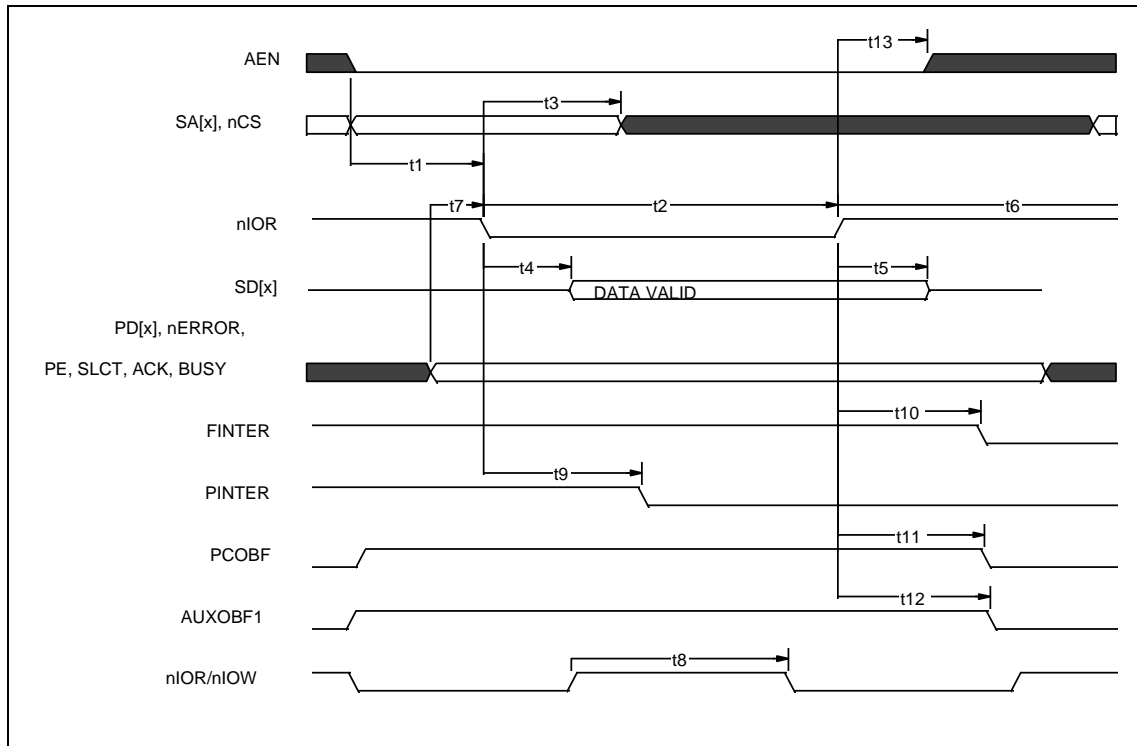 AEN
t13
SA[x], nCS
t3
t1
nIOR
t7
t2
t6
SD[x]
t4
DATA VALID
t5
PD[x], nERROR,
PE, SLCT, ACK, BUSY
FINTER
t10
PINTER
t9
PCOBF
t11
AUXOBF1
t12
nIOR/nIOW
t8